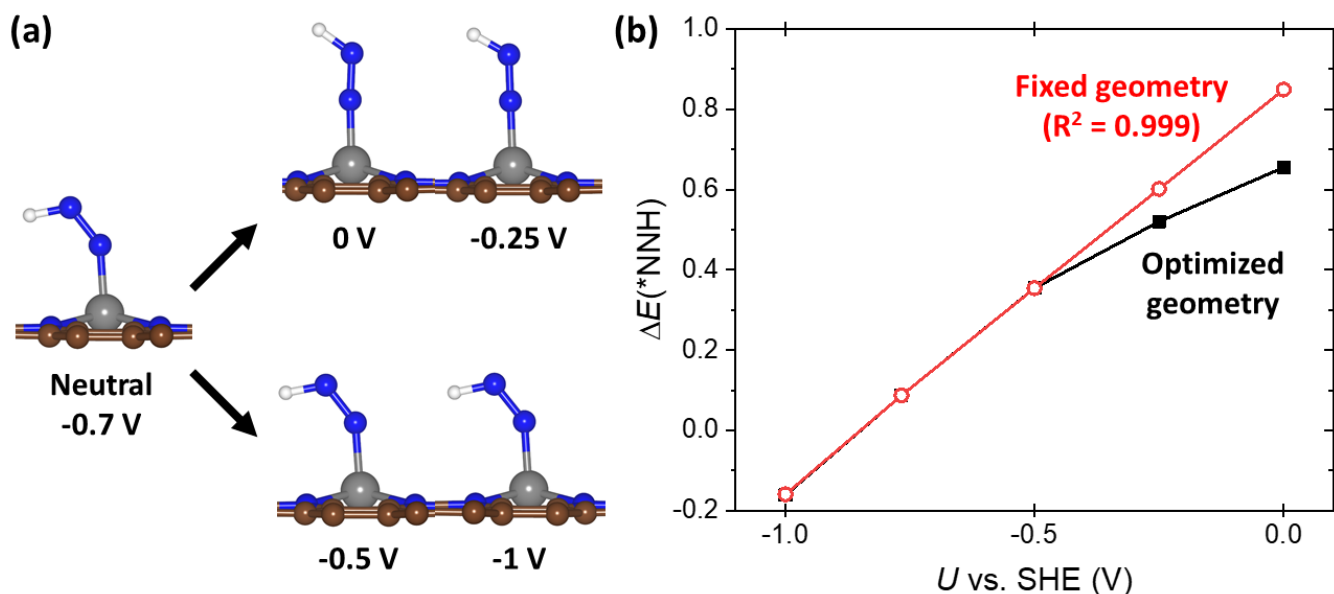 (a)
0 V
-0.25 V
Neutral
-0.7 V
-0.5 V
-1 V
(b)
1.0
0.8
0.6
0.4
0.2
0.0
-0.2
ΔE(*NNH)
Fixed geometry
(R² = 0.999)
Optimized
geometry
-1.0
-0.5
0.0
U vs. SHE (V)